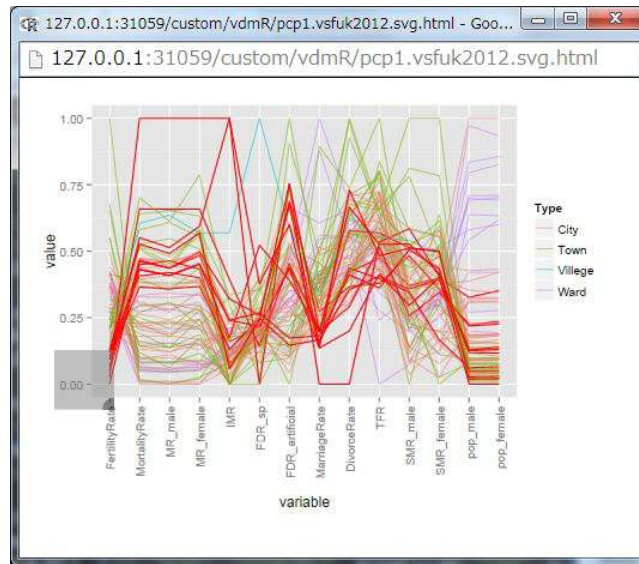 127.0.0.1:31059/custom/vdmR/pcp1.vsfuk2012.svg.html - Goo...
127.0.0.1:31059/custom/vdmR/pcp1.vsfuk2012.svg.html
1.00
0.75
0.50
0.25
0.00
value
FertilityRate
MortalityRate
MR_male
MR_female
IMR
FDR_sp
FDR_artificial
MarriageRate
DivorceRate
TFR
SMR_male
SMR_female
pop_male
pop_female
variable
Type
City
Town
Villege
Ward